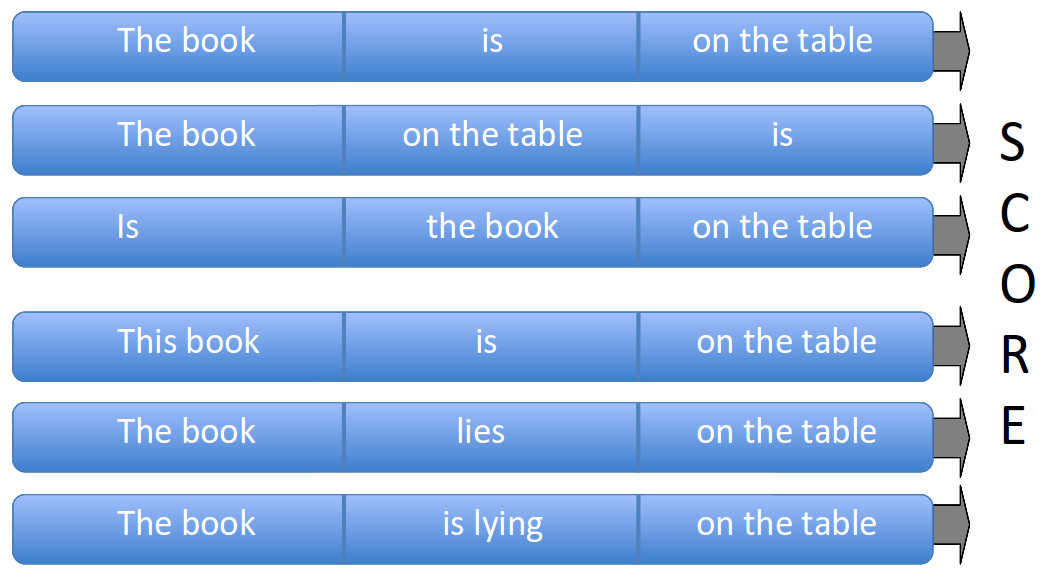 The book is on the table
The book on the table is
Is the book on the table
This book is on the table
The book lies on the table
The book is lying on the table
SCORE